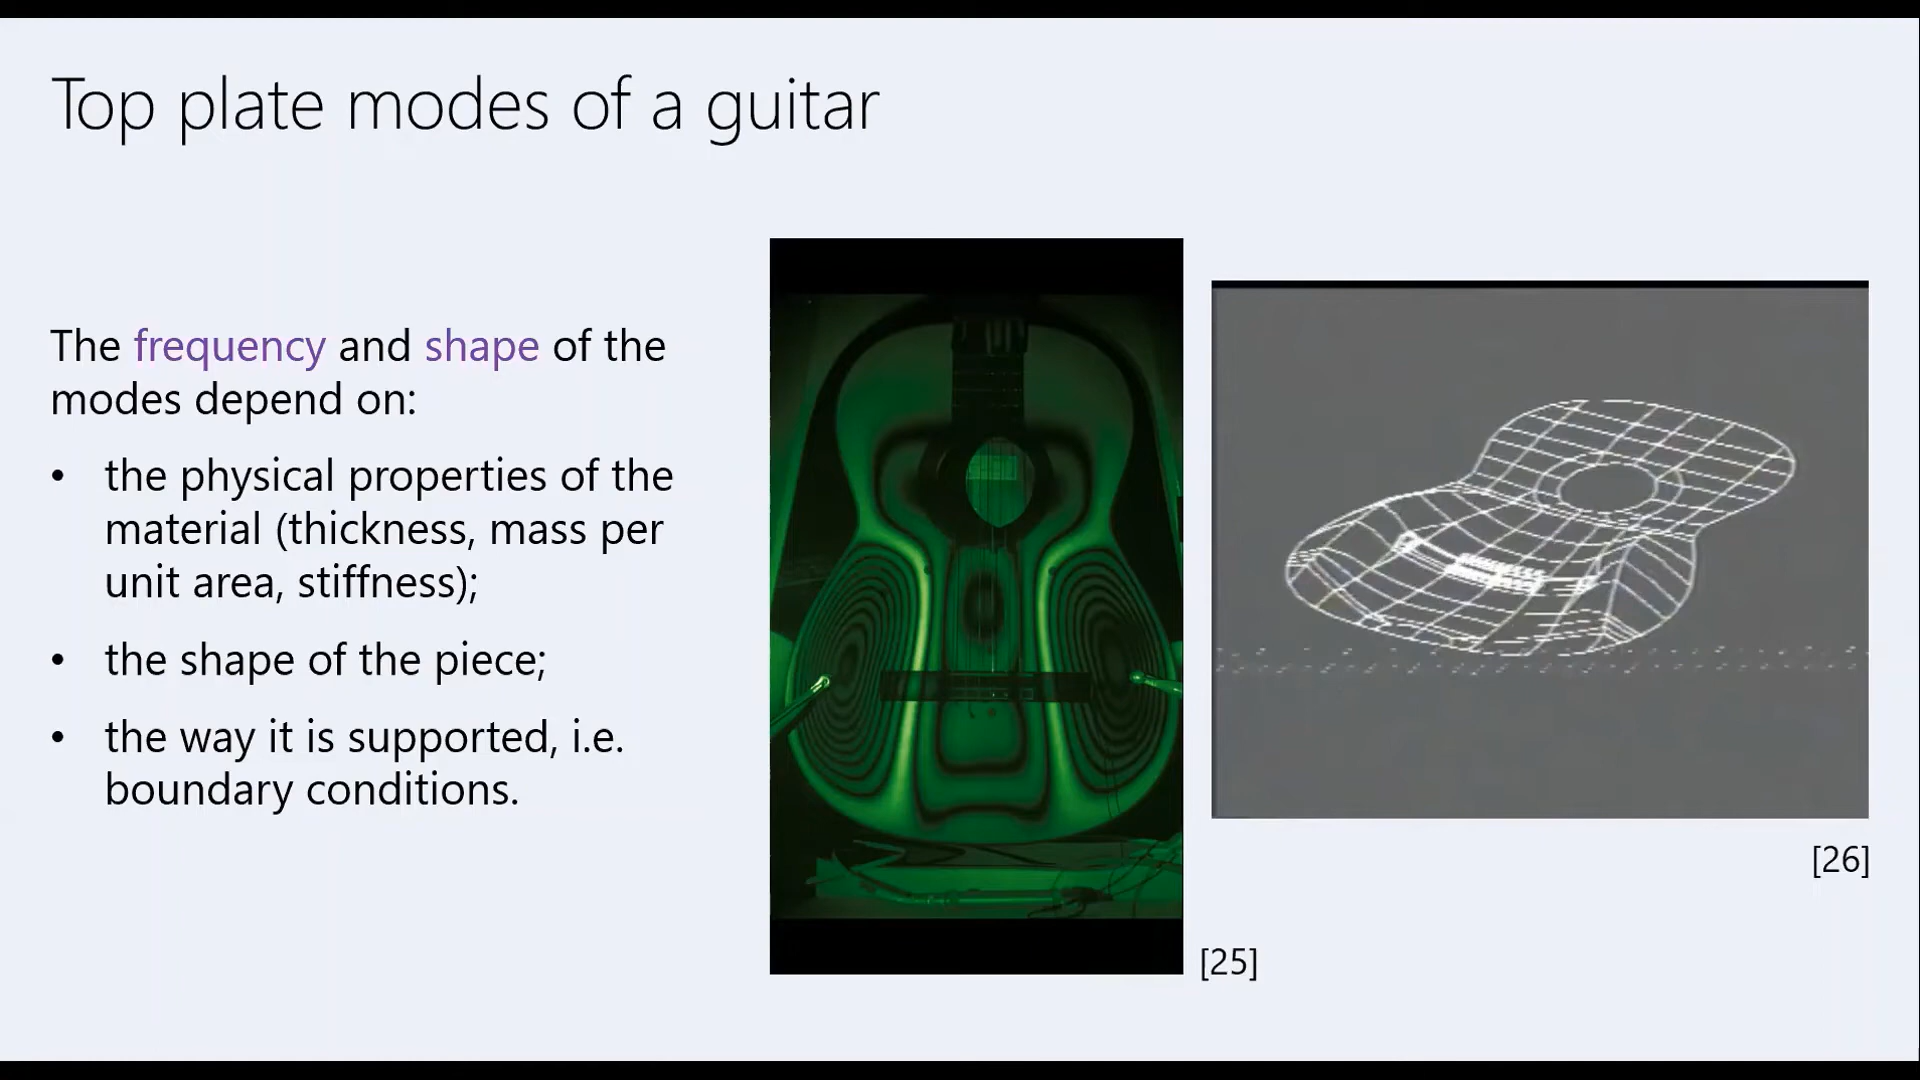 Top plate modes of a guitar
The frequency and shape of the
modes depend on:
• the physical properties of the
material (thickness, mass per
unit area, stiffness);
• the shape of the piece;
• the way it is supported, i.e.
boundary conditions.
[26]
[25]